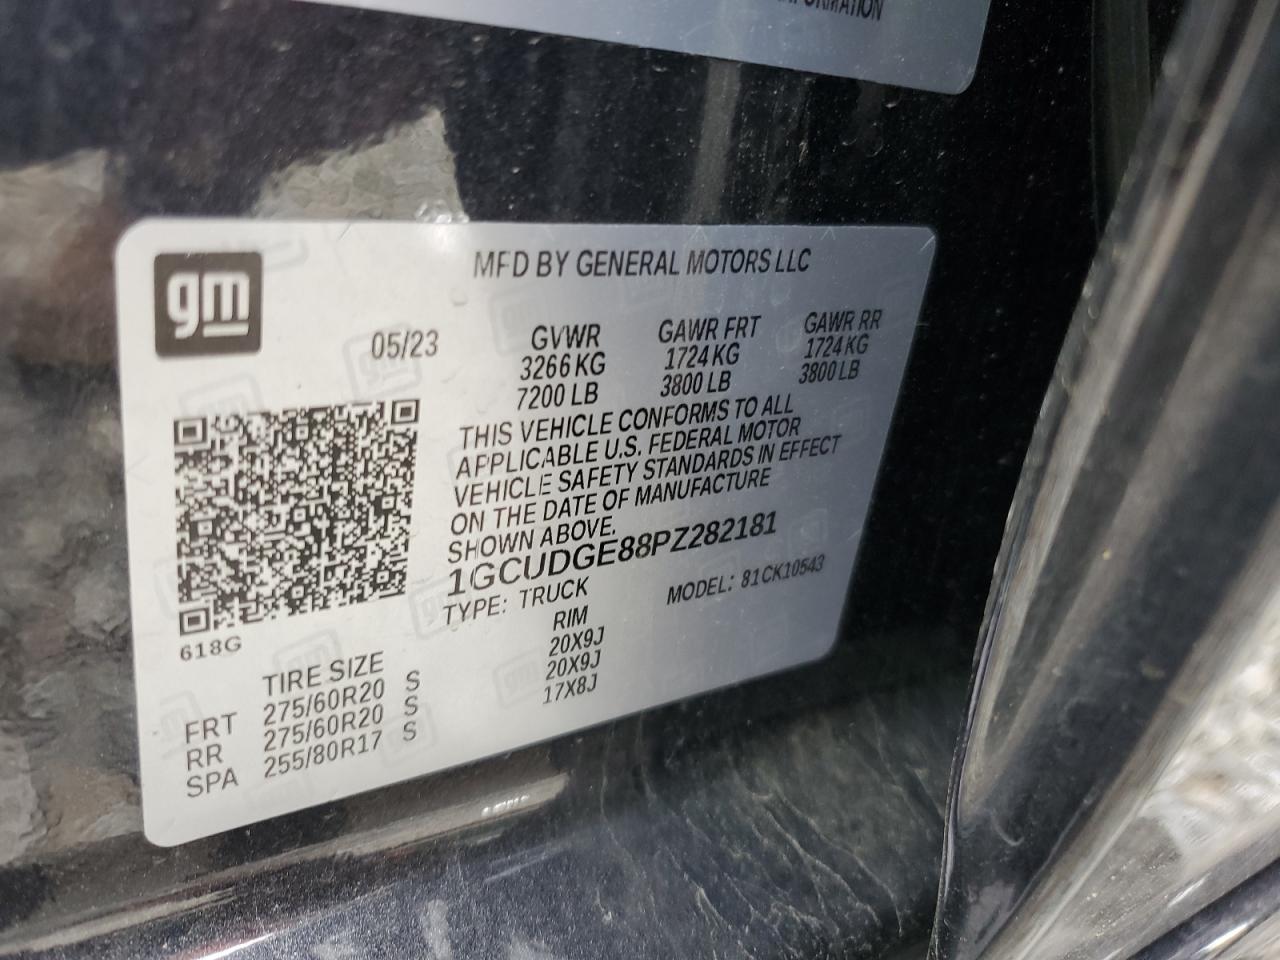 INFORMATION
gm
MFD BY GENERAL MOTORS LLC
05/23
GVWR
3266 KG
7200 LB
GAWR FRT
1724 KG
3800 LB
GAWR RR
1724 KG
3800 LB
THIS VEHICLE CONFORMS TO ALL
APPLICABLE U.S. FEDERAL MOTOR
VEHICLE SAFETY STANDARDS IN EFFECT
ON THE DATE OF MANUFACTURE
SHOWN ABOVE.
1GCUDGE88PZ282181
TYPE: TRUCK
MODEL: 81CK10543
618G
TIRE SIZE RIM
FRT 275/60R20 S 20X9J
RR 275/60R20 S 20X9J
SPA 255/80R17 S 17X8J